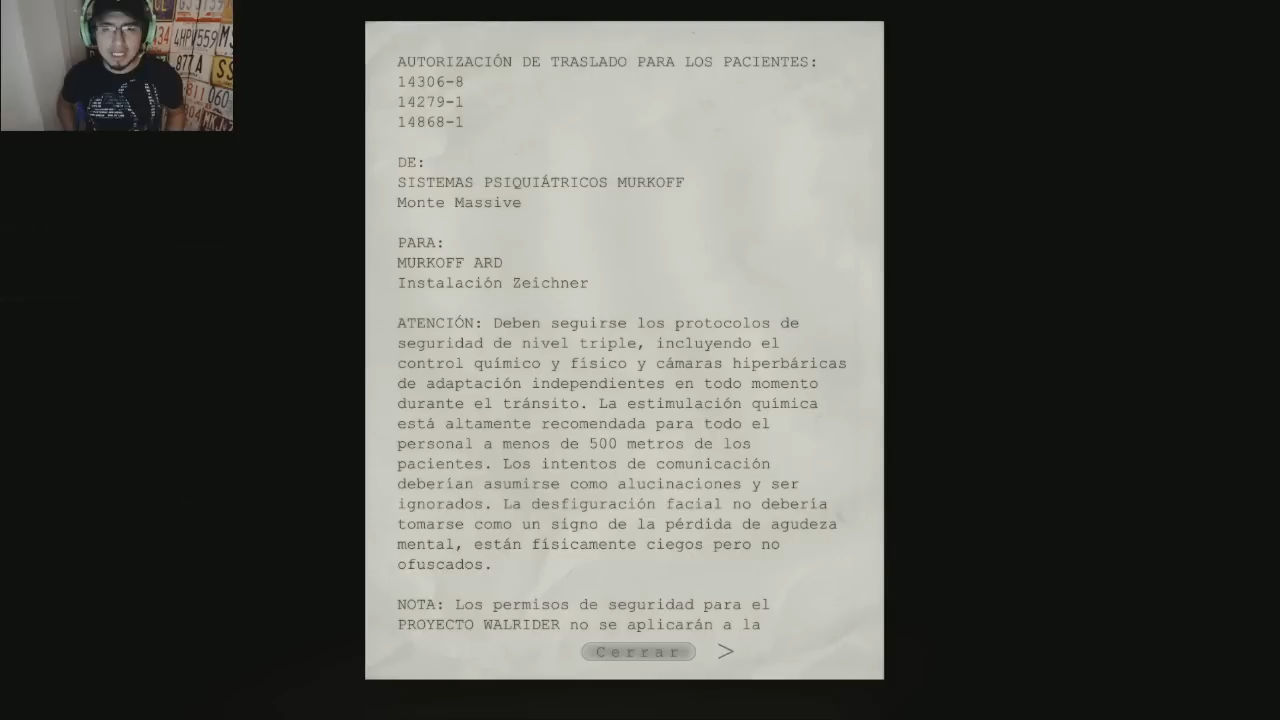 AUTORIZACIÓN DE TRASLADO PARA LOS PACIENTES:
14306-8
14279-1
14868-1
DE:
SISTEMAS PSIQUIÁTRICOS MURKOFF
Monte Massive
PARA:
MURKOFF ARD
Instalación Zeichner
ATENCIÓN: Deben seguirse los protocolos de
seguridad de nivel triple, incluyendo el
control químico y físico y cámaras hiperbáricas
de adaptación independientes en todo momento
durante el tránsito. La estimulación química
está altamente recomendada para todo el
personal a menos de 500 metros de los
pacientes. Los intentos de comunicación
deberían asumirse como alucinaciones y ser
ignorados. La desfiguración facial no debería
tomarse como un signo de la pérdida de agudeza
mental, están físicamente ciegos pero no
ofuscados.
NOTA: Los permisos de seguridad para el
PROYECTO WALRIDER no se aplicarán a la
Cerrar >
4HPV559
877A
060